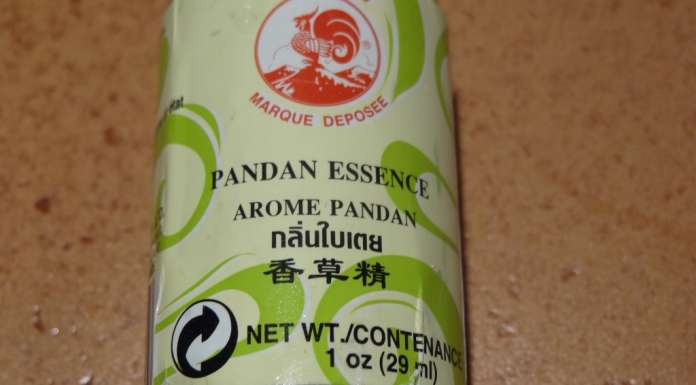 ®
MARQUE DEPOSEE
PANDAN ESSENCE
AROME PANDAN
กลิ่นใบเตย
香草精
NET WT./CONTENANCE
1 oz (29 ml)